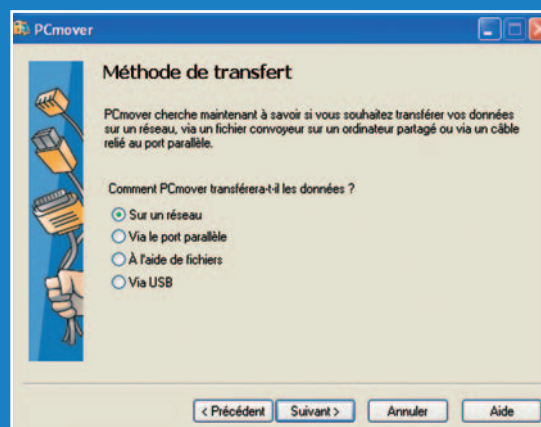 PCmover
Méthode de transfert
PCmover cherche maintenant à savoir si vous souhaitez transférer vos données
sur un réseau, via un fichier convoyeur sur un ordinateur partagé ou via un câble
relié au port parallèle.
Comment PCmover transférera-t-il les données ?
Sur un réseau
Via le port parallèle
À l'aide de fichiers
Via USB
< Précédent Suivant > Annuler Aide